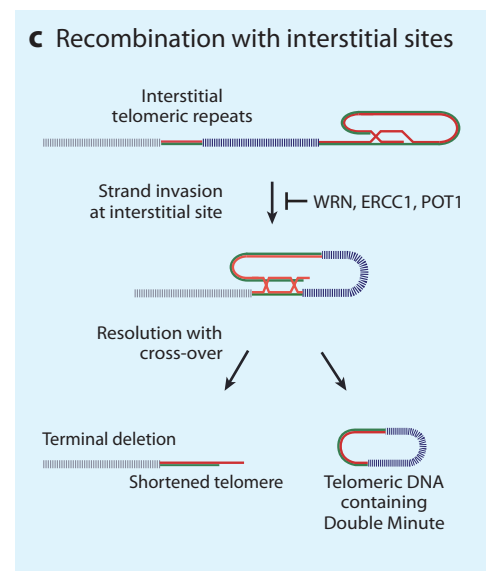 c Recombination with interstitial sites
Interstitial
telomeric repeats
Strand invasion
at interstitial site
WRN, ERCC1, POT1
Resolution with
cross-over
Terminal deletion
Shortened telomere
Telomeric DNA
containing
Double Minute